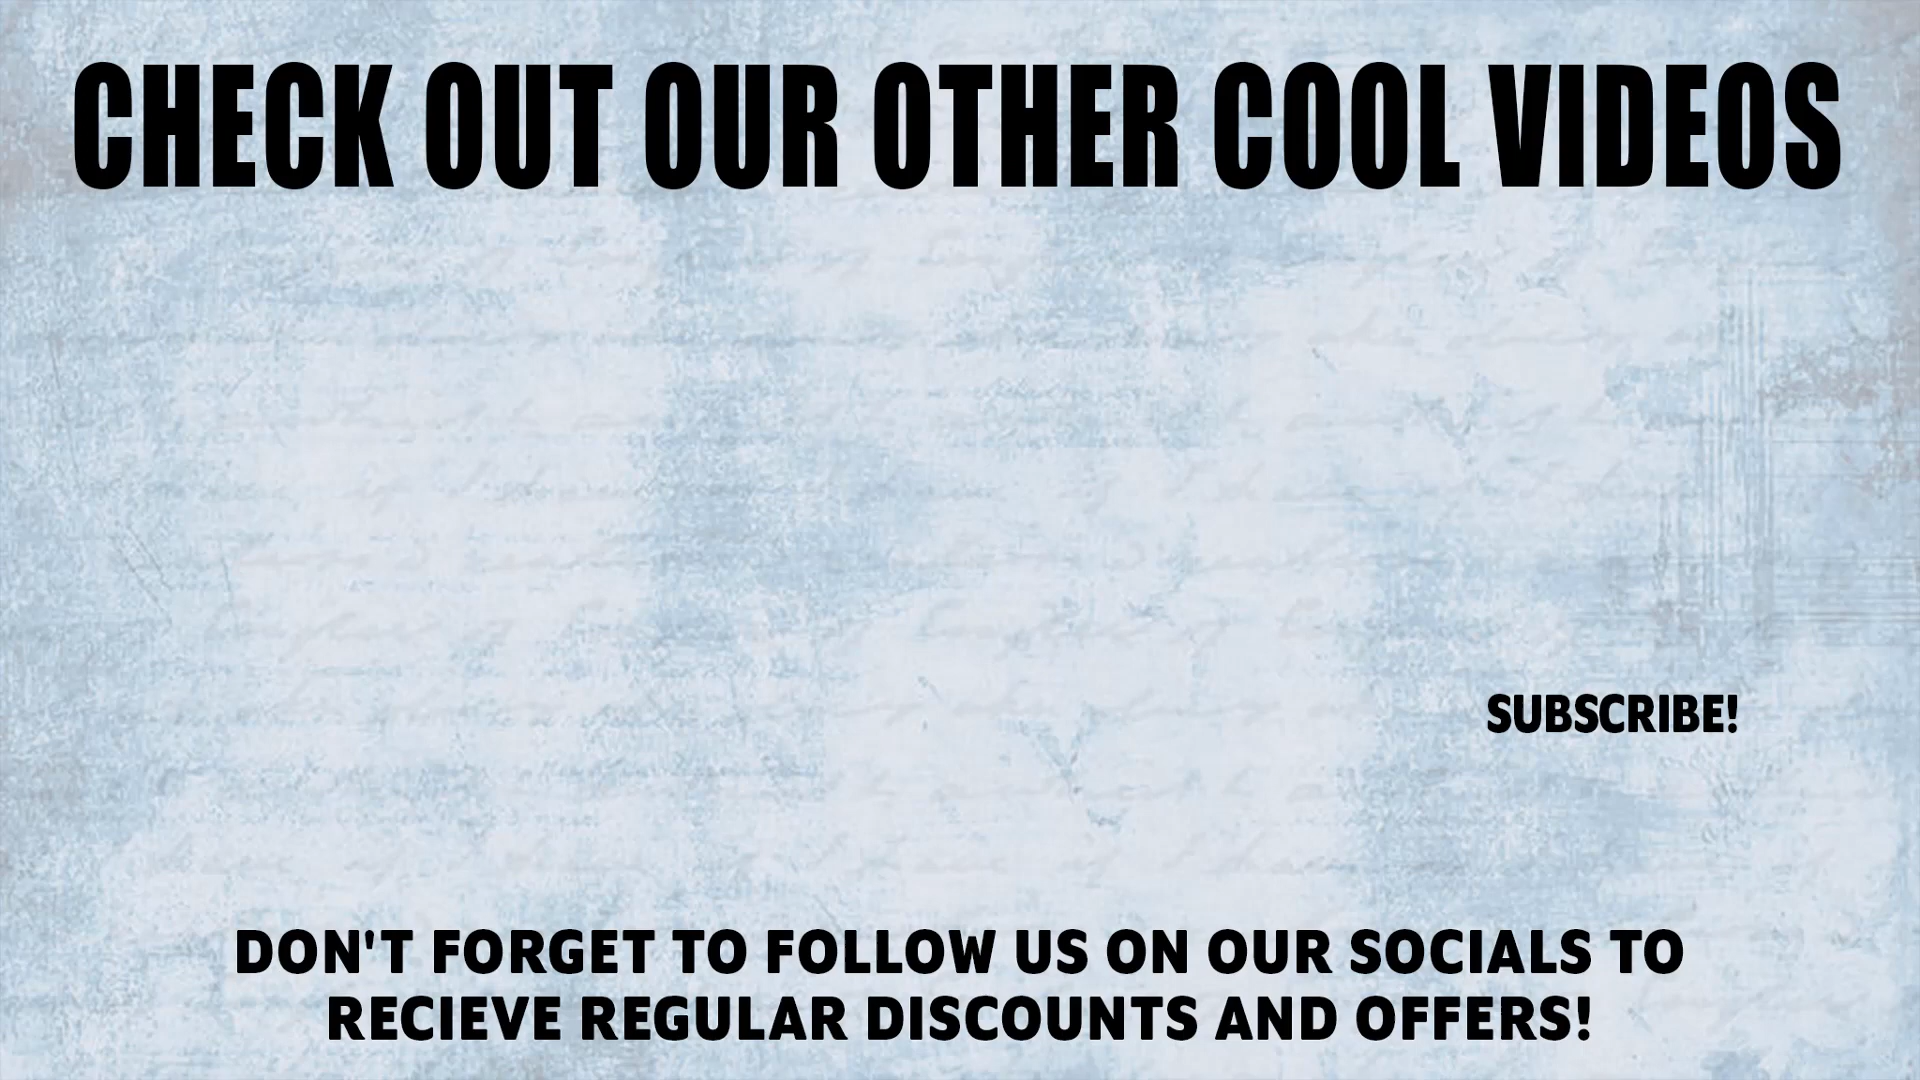 CHECK OUT OUR OTHER COOL VIDEOS
SUBSCRIBE!
DON'T FORGET TO FOLLOW US ON OUR SOCIALS TO
RECIEVE REGULAR DISCOUNTS AND OFFERS!